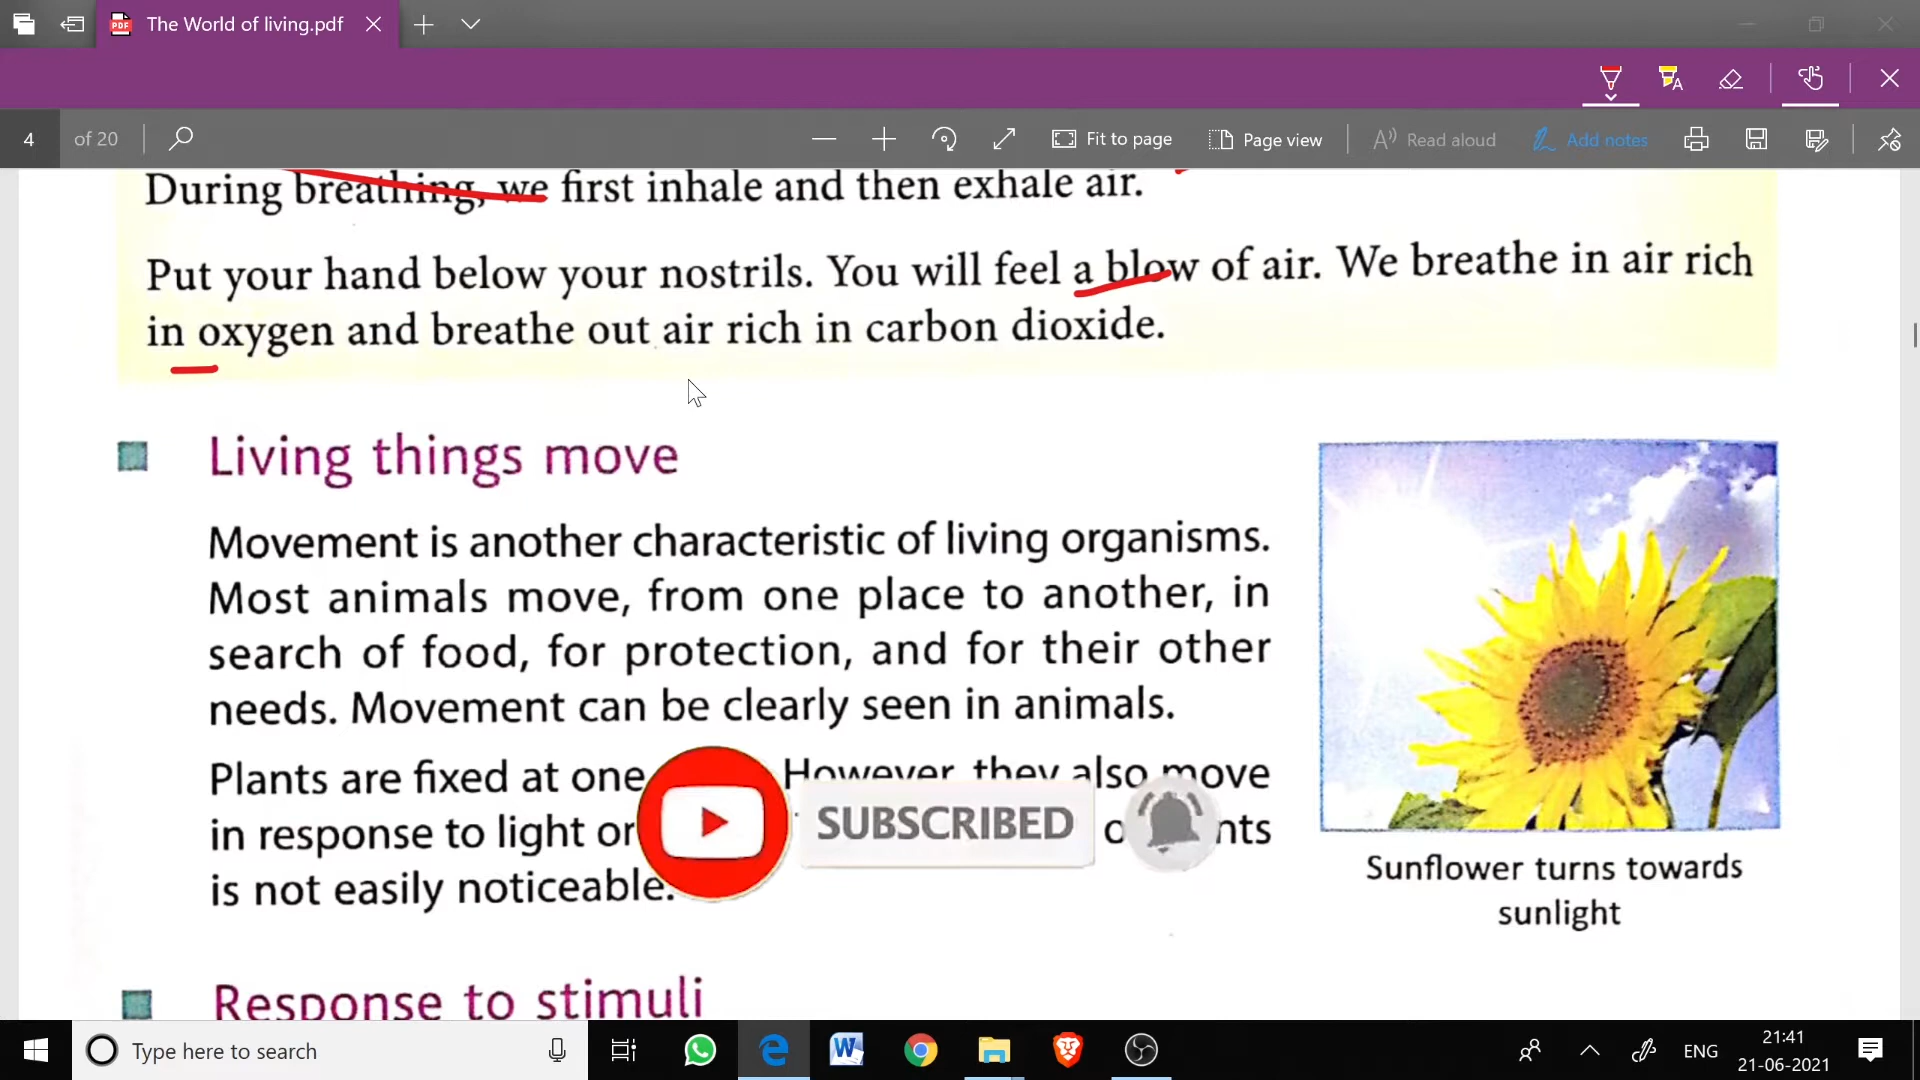 The World of living.pdf
4 of 20
Fit to page
Page view
Read aloud
Add notes
During breathing, we first inhale and then exhale air.
Put your hand below your nostrils. You will feel a blow of air. We breathe in air rich
in oxygen and breathe out air rich in carbon dioxide.
Living things move
Movement is another characteristic of living organisms.
Most animals move, from one place to another, in
search of food, for protection, and for their other
needs. Movement can be clearly seen in animals.
Plants are fixed at one However, they also move
in response to light or
is not easily noticeable.
SUBSCRIBED
Sunflower turns towards
sunlight
Response to stimuli
Type here to search
ENG
21:41
21-06-2021